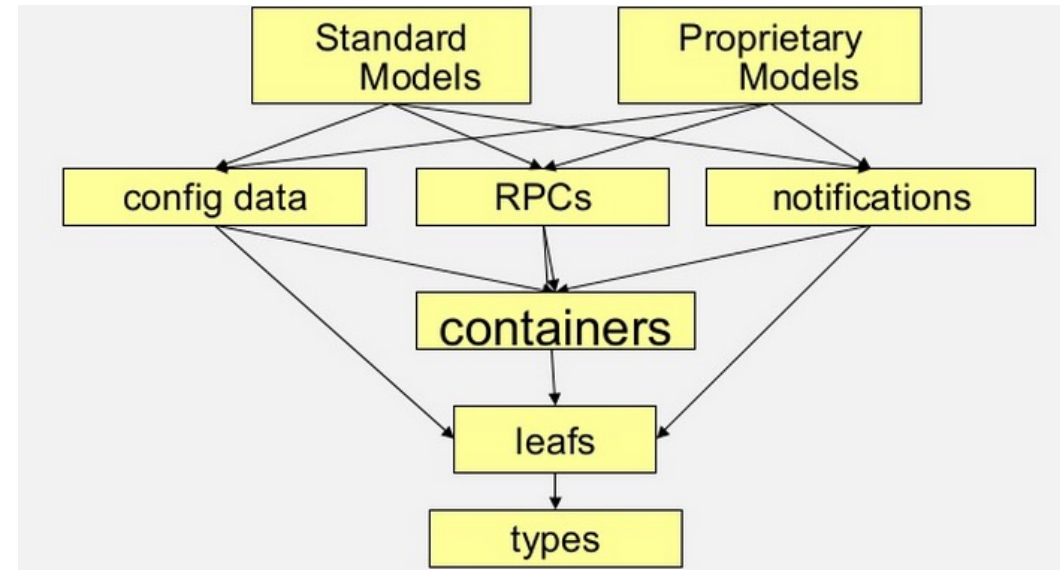 Standard
Models
Proprietary
Models
config data
RPCs
notifications
containers
leafs
types